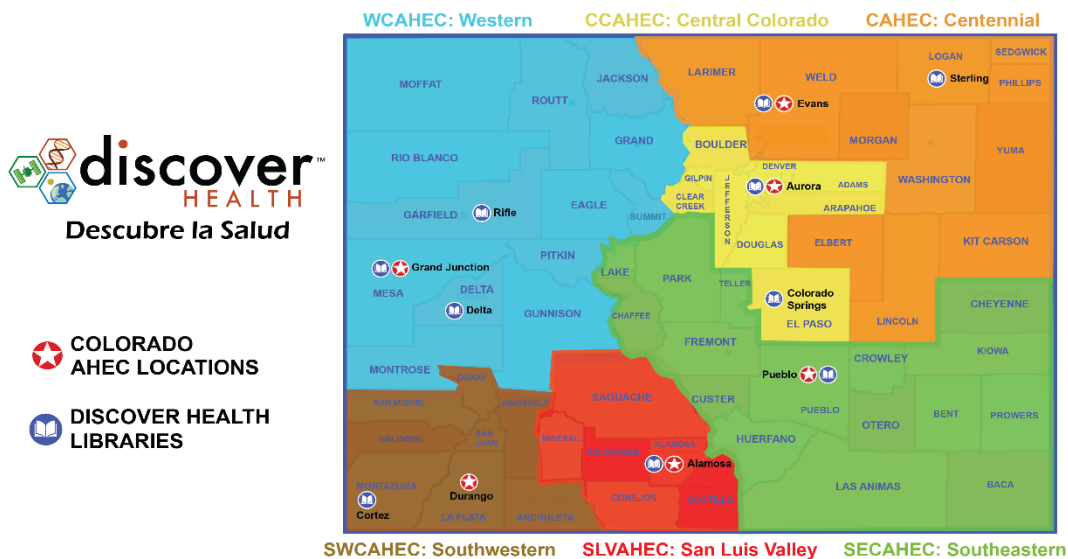 WCAHEC: Western
CCAHEC: Central Colorado
CAHEC: Centennial
discover™
HEALTH
Descubre la Salud
COLORADO
AHEC LOCATIONS
DISCOVER HEALTH
LIBRARIES
MOFFAT
ROUTT
JACKSON
RIO BLANCO
GRAND
GARFIELD
Rifle
EAGLE
SUMMIT
PITKIN
Grand Junction
MESA
DELTA
Delta
GUNNISON
MONTROSE
LARIMER
WELD
LOGAN
SEDGWICK
Sterling
PHILLIPS
Evans
MORGAN
YUMA
WASHINGTON
ELBERT
KIT CARSON
LINCOLN
BOULDER
GILPIN
CLEAR
CREEK
JEFFERSON
DENVER
Aurora
ADAMS
ARAPAHOE
DOUGLAS
Colorado
Springs
EL PASO
LAKE
PARK
TELLER
CHAFFEE
FREMONT
CHEYENNE
KIOWA
CROWLEY
Pueblo
PUEBLO
CUSTER
OTERO
BENT
PROWERS
HUERFANO
LAS ANIMAS
BACA
SAGUACHE
MINERAL
RIO GRANDE
ALAMOSA
Alamosa
CONEJOS
COSTILLA
OURAY
SAN MIGUEL
HINSDALE
DOLORES
SAN
JUAN
MONTAZUMA
Cortez
Durango
LA PLATA
ARCHULETA
SWCAHEC: Southwestern
SLVAHEC: San Luis Valley
SECAHEC: Southeastern